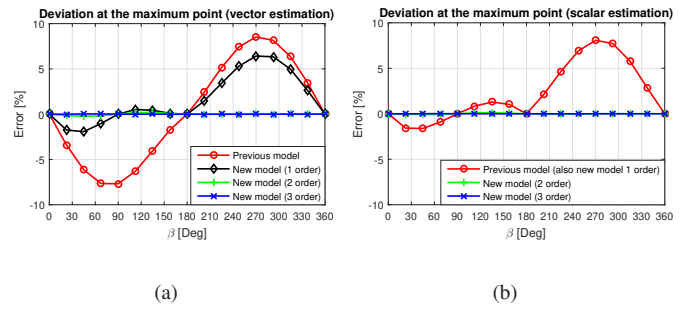 Deviation at the maximum point (vector estimation)
10
5
0
-5
-10
Error [%]
0 30 60 90 120 150 180 210 240 270 300 330 360
β [Deg]
Previous model
New model (1 order)
New model (2 order)
New model (3 order)
(a)
Deviation at the maximum point (scalar estimation)
10
5
0
-5
-10
Error [%]
0 30 60 90 120 150 180 210 240 270 300 330 360
β [Deg]
Previous model (also new model 1 order)
New model (2 order)
New model (3 order)
(b)